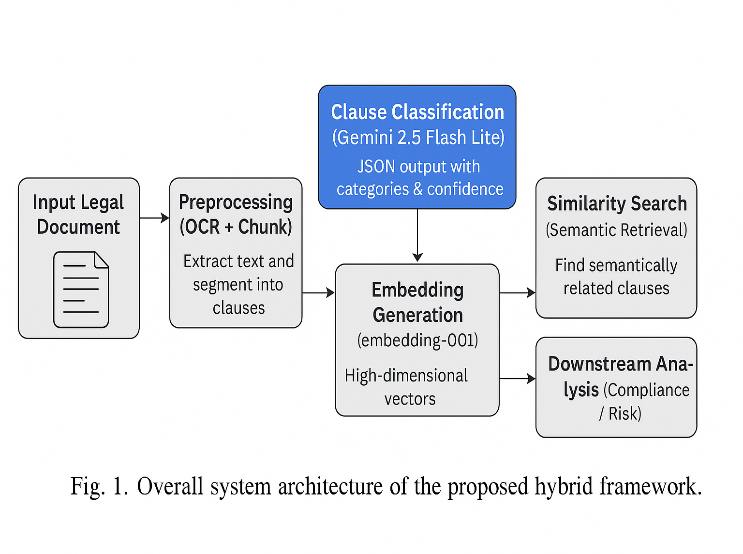 Input Legal
Document
Preprocessing
(OCR + Chunk)
Extract text and
segment into
clauses
Clause Classification
(Gemini 2.5 Flash Lite)
JSON output with
categories & confidence
Embedding
Generation
(embedding-001)
High-dimensional
vectors
Similarity Search
(Semantic Retrieval)
Find semantically
related clauses
Downstream Ana-
lysis (Compliance
/ Risk)
Fig. 1. Overall system architecture of the proposed hybrid framework.